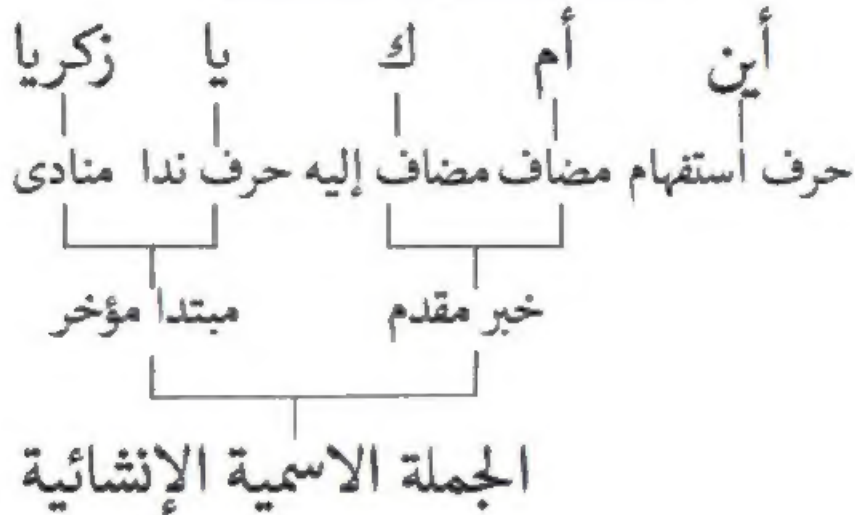 أين أم ك يا زكريا
حرف استفهام مضاف مضاف إليه حرف ندا منادى
خبر مقدم مبتدا مؤخر
الجملة الاسمية الإنشائية